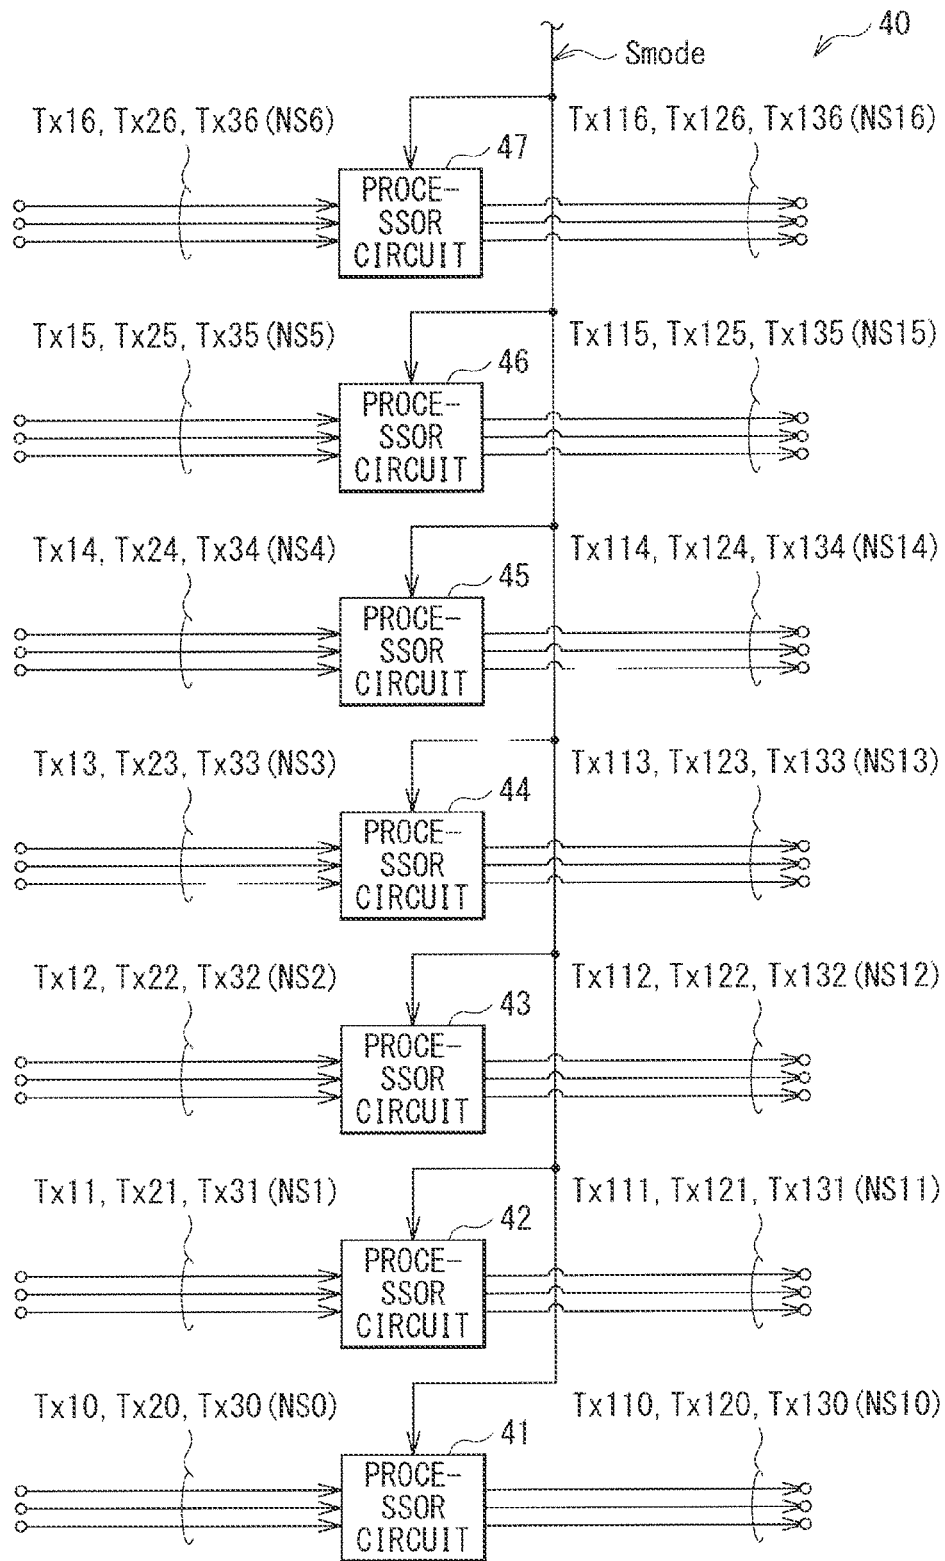 40
Smode
Tx16, Tx26, Tx36 (NS6)
Tx116, Tx126, Tx136 (NS16)
47
PROCE-
SSOR
CIRCUIT
Tx15, Tx25, Tx35 (NS5)
Tx115, Tx125, Tx135 (NS15)
46
PROCE-
SSOR
CIRCUIT
Tx14, Tx24, Tx34 (NS4)
Tx114, Tx124, Tx134 (NS14)
45
PROCE-
SSOR
CIRCUIT
Tx13, Tx23, Tx33 (NS3)
Tx113, Tx123, Tx133 (NS13)
44
PROCE-
SSOR
CIRCUIT
Tx12, Tx22, Tx32 (NS2)
Tx112, Tx122, Tx132 (NS12)
43
PROCE-
SSOR
CIRCUIT
Tx11, Tx21, Tx31 (NS1)
Tx111, Tx121, Tx131 (NS11)
42
PROCE-
SSOR
CIRCUIT
Tx10, Tx20, Tx30 (NS0)
Tx110, Tx120, Tx130 (NS10)
41
PROCE-
SSOR
CIRCUIT